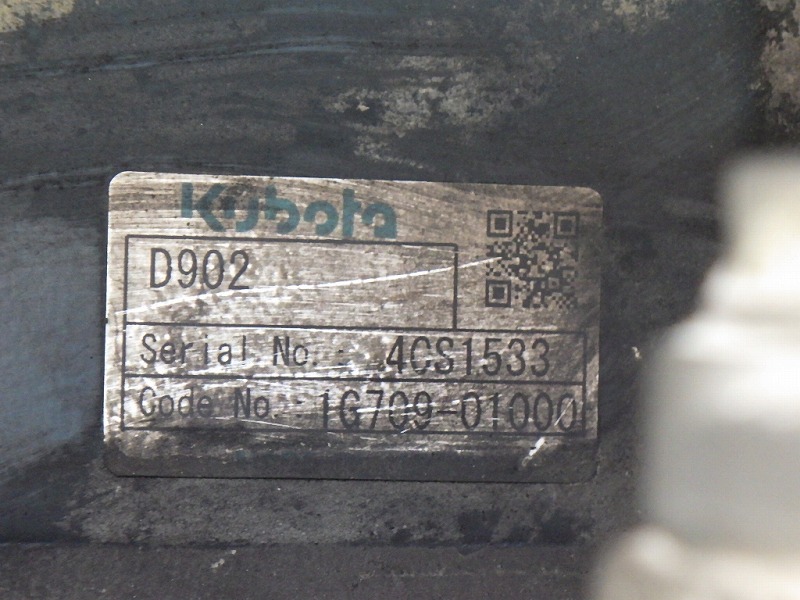 Kubota
D902
Serial No. : 4CS1533
Code No. : 1G709-01000